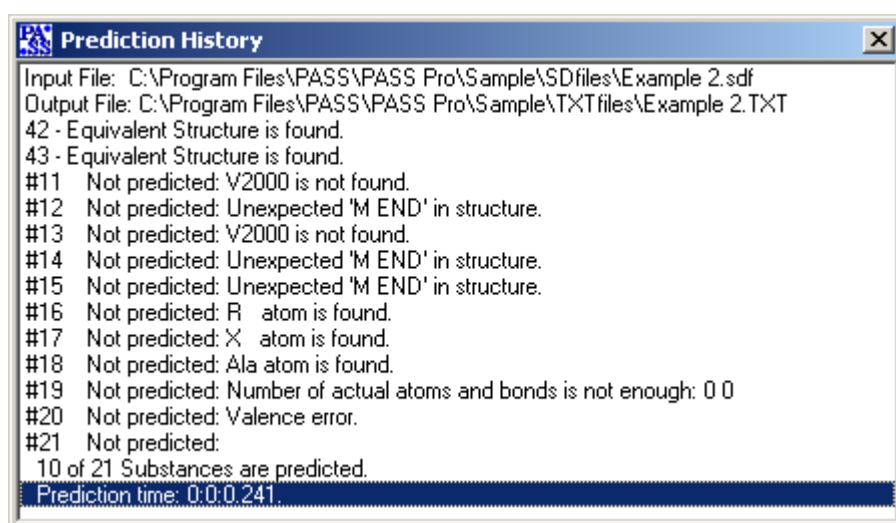 PASS Prediction History
Input File: C:\Program Files\PASS\PASS Pro\Sample\SDfiles\Example 2.sdf
Output File: C:\Program Files\PASS\PASS Pro\Sample\TXTfiles\Example 2.TXT
42 - Equivalent Structure is found.
43 - Equivalent Structure is found.
#11 Not predicted: V2000 is not found.
#12 Not predicted: Unexpected 'M END' in structure.
#13 Not predicted: V2000 is not found.
#14 Not predicted: Unexpected 'M END' in structure.
#15 Not predicted: Unexpected 'M END' in structure.
#16 Not predicted: R atom is found.
#17 Not predicted: X atom is found.
#18 Not predicted: Ala atom is found.
#19 Not predicted: Number of actual atoms and bonds is not enough: 0 0
#20 Not predicted: Valence error.
#21 Not predicted:
10 of 21 Substances are predicted.
Prediction time: 0:0:0.241.